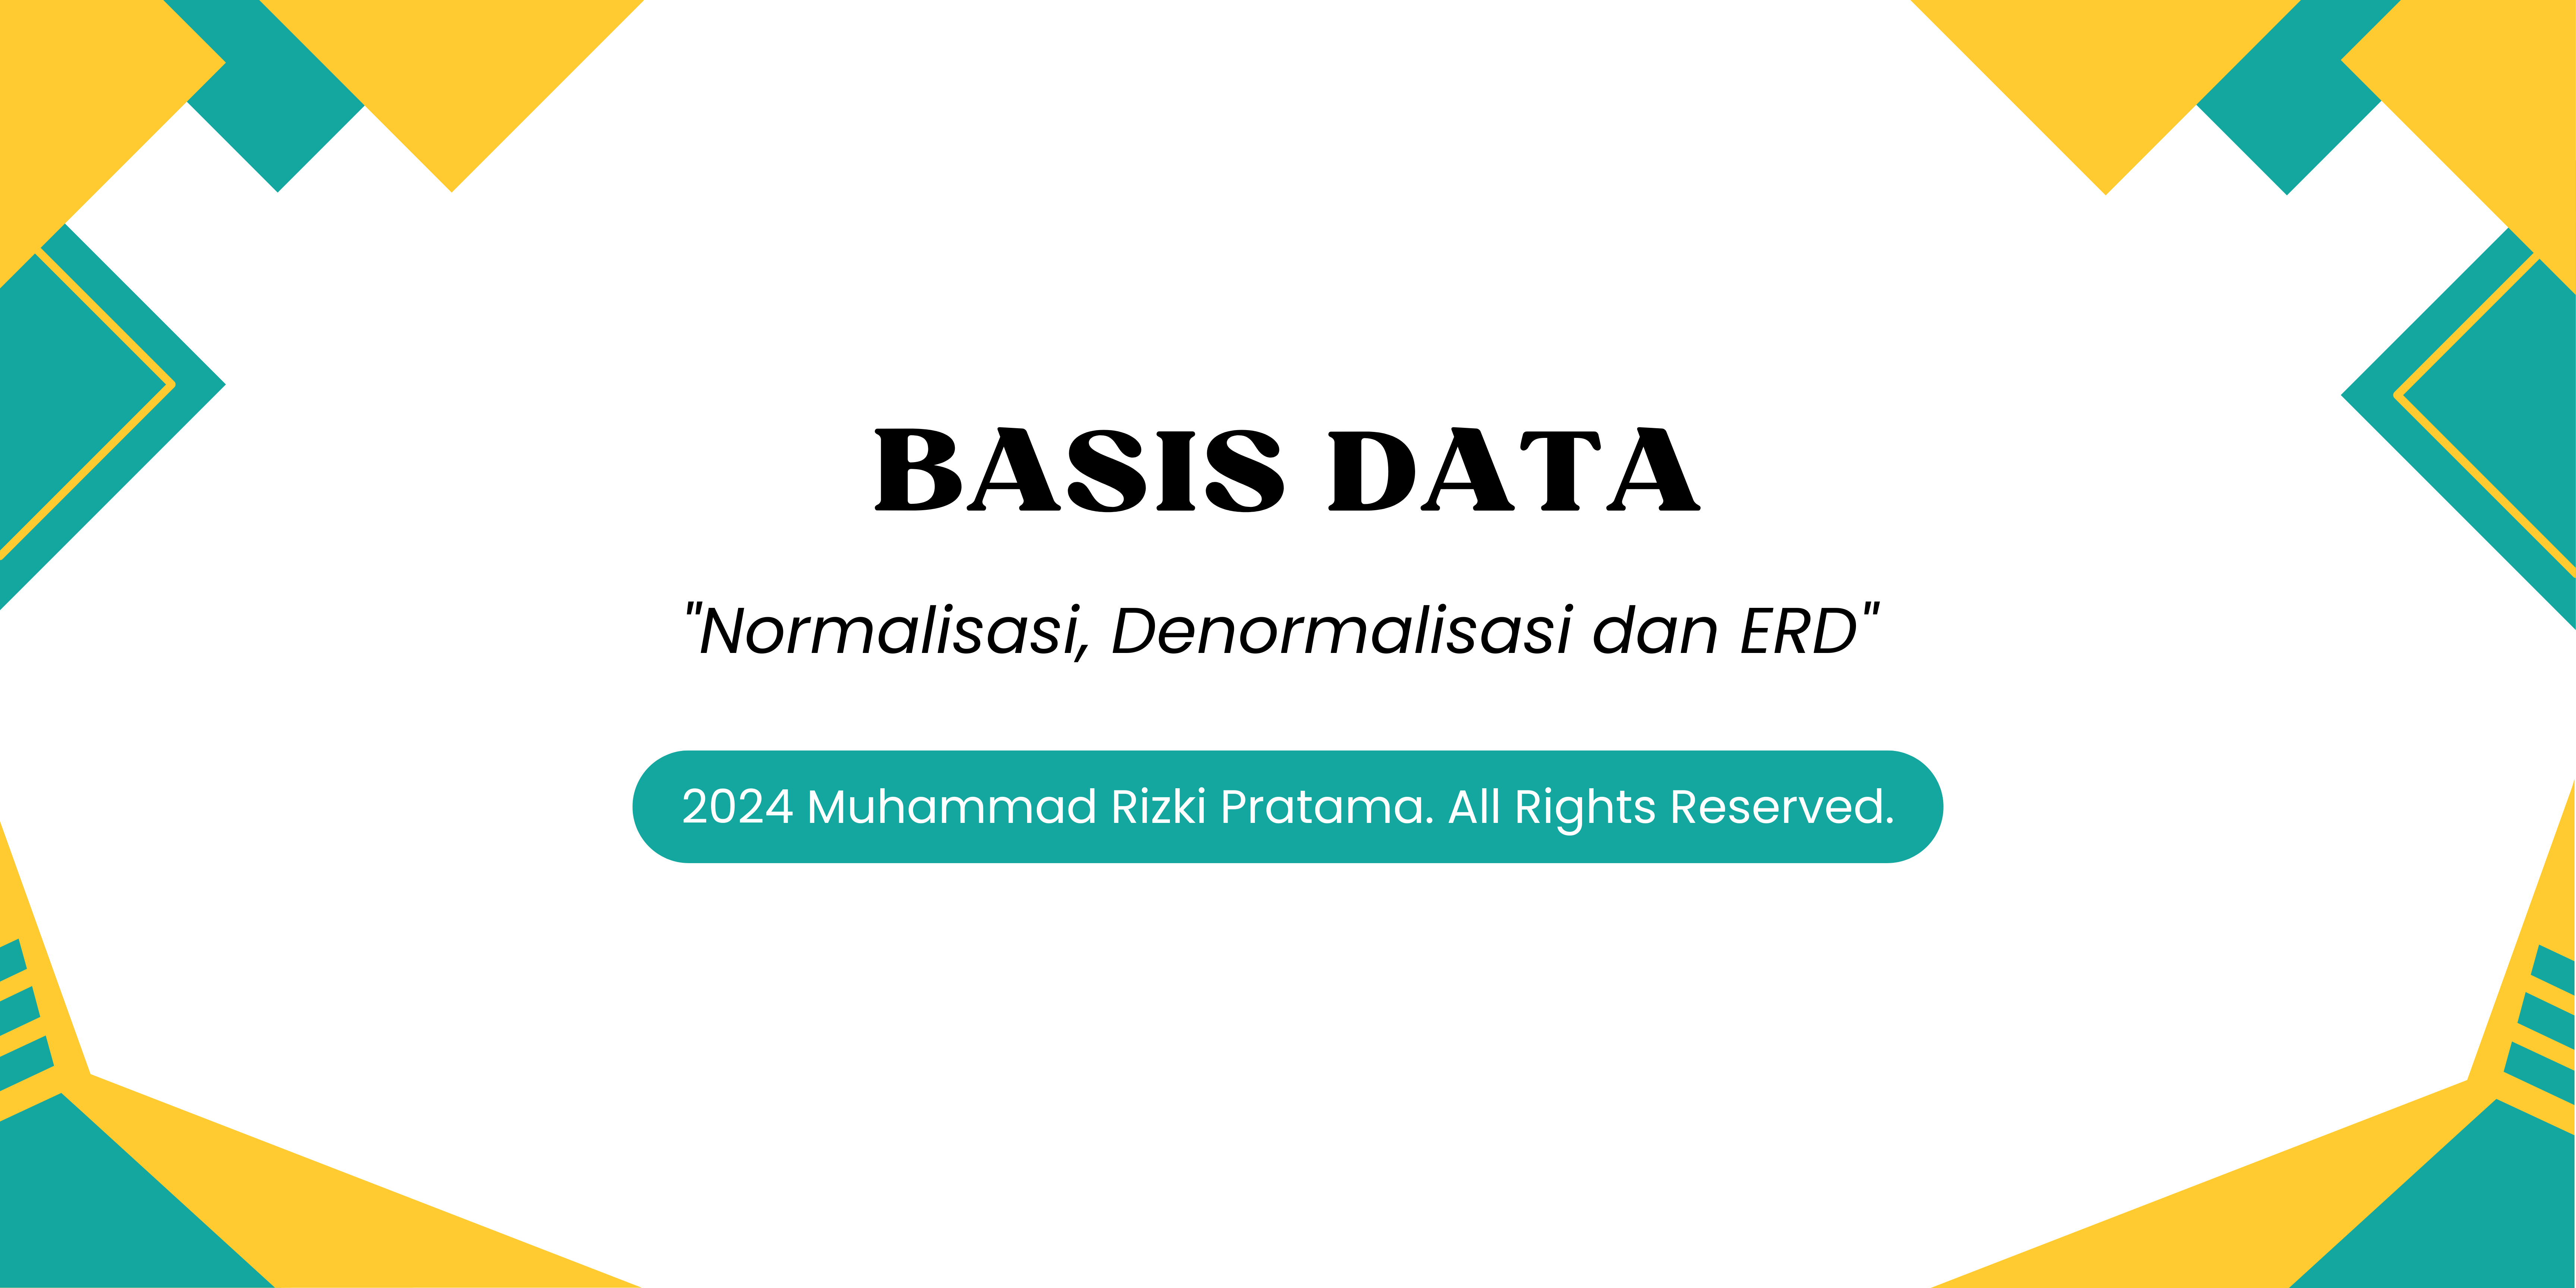 BASIS DATA
"Normalisasi, Denormalisasi dan ERD"
2024 Muhammad Rizki Pratama. All Rights Reserved.